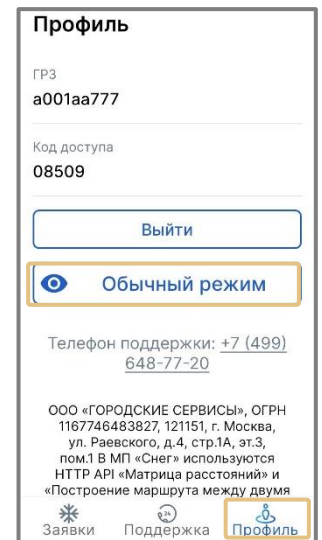 Профиль
ГРЗ
а001аа777
Код доступа
08509
Выйти
Обычный режим
Телефон поддержки: +7 (499)
648-77-20
ООО «ГОРОДСКИЕ СЕРВИСЫ», ОГРН
1167746483827, 121151, г. Москва,
ул. Раевского, д.4, стр.1А, эт.3,
пом.1 В МП «Снег» используются
HTTP API «Матрица расстояний» и
«Построение маршрута между двумя
24
Заявки Поддержка Профиль